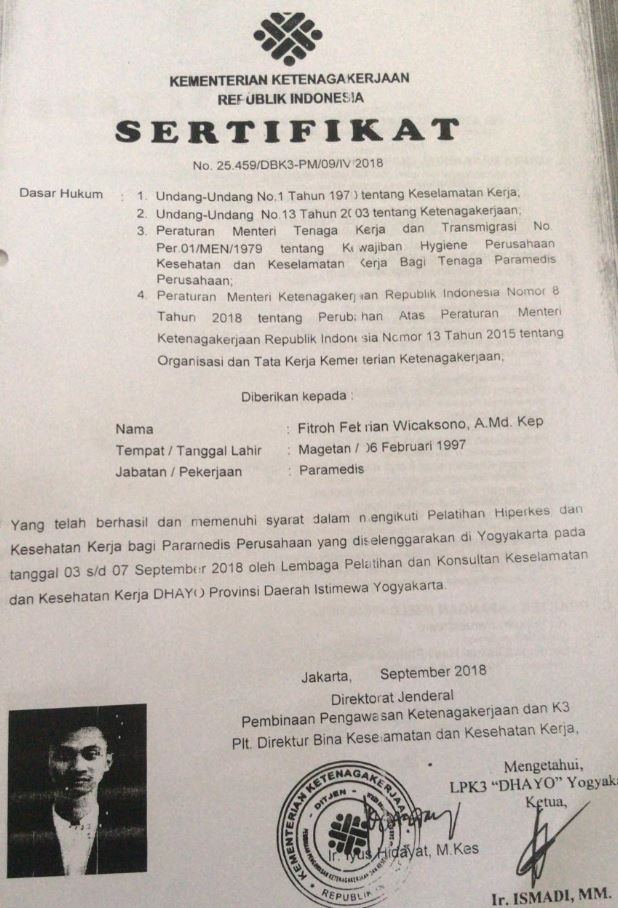 KEMENTERIAN KETENAGAKERJAAN
REPUBLIK INDONESIA
SERTIFIKAT
No. 25.459/DBK3-PM/09/IV/2018
Dasar Hukum : 1. Undang-Undang No.1 Tahun 1970 tentang Keselamatan Kerja;
2. Undang-Undang No.13 Tahun 2003 tentang Ketenagakerjaan;
3. Peraturan Menteri Tenaga Kerja dan Transmigrasi No.
Per.01/MEN/1979 tentang Kewajiban Hygiene Perusahaan
Kesehatan dan Keselamatan Kerja Bagi Tenaga Paramedis
Perusahaan;
4. Peraturan Menteri Ketenagakerjaan Republik Indonesia Nomor 8
Tahun 2018 tentang Perubahan Atas Peraturan Menteri
Ketenagakerjaan Republik Indonesia Nomor 13 Tahun 2015 tentang
Organisasi dan Tata Kerja Kementerian Ketenagakerjaan;
Diberikan kepada :
Nama : Fitroh Febrian Wicaksono, A.Md. Kep
Tempat / Tanggal Lahir : Magetan / 06 Februari 1997
Jabatan / Pekerjaan : Paramedis
Yang telah berhasil dan memenuhi syarat dalam mengikuti Pelatihan Hiperkes dan
Kesehatan Kerja bagi Paramedis Perusahaan yang diselenggarakan di Yogyakarta pada
tanggal 03 s/d 07 September 2018 oleh Lembaga Pelatihan dan Konsultan Keselamatan
dan Kesehatan Kerja DHAYO Provinsi Daerah Istimewa Yogyakarta.
Jakarta, September 2018
Direktorat Jenderal
Pembinaan Pengawasan Ketenagakerjaan dan K3
Plt. Direktur Bina Keselamatan dan Kesehatan Kerja,
Mengetahui,
LPK3 "DHAYO" Yogyaka
Ketua,
KEMENTERIAN KETENAGAKERJAAN
DITJEN
REPUBLIK
Ir. Iyus Hidayat, M.Kes
Ir. ISMADI, MM.